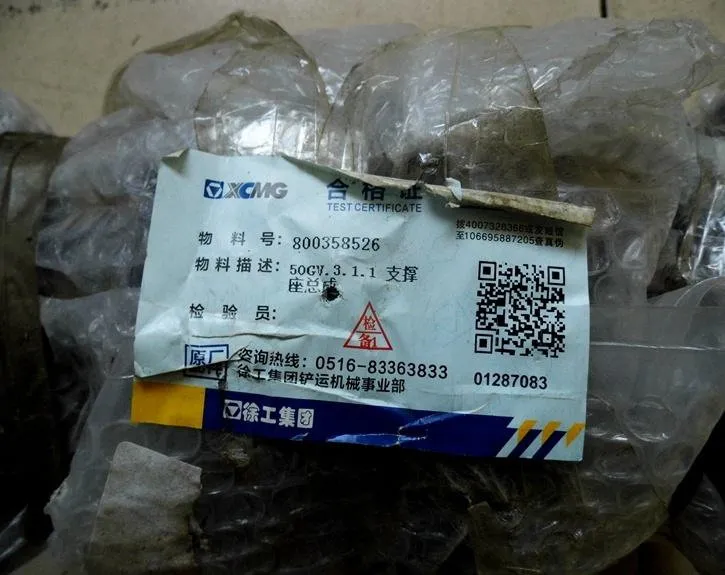 XCMG
合格证
TEST CERTIFICATE
拨4007328368或发短信
至106695887205查真伪
物料号:800358526
物料描述:50GV.3.1.1 支撑
座总成
检验员:
检
备1
原厂
咨询热线:0516-83363833
徐工集团铲运机械事业部
01287083
徐工集团